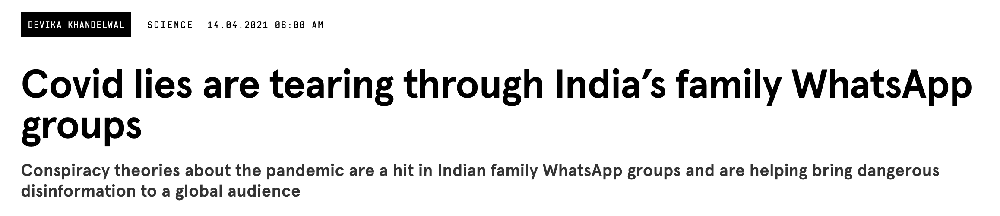 DEVIKA KHANDELWAL SCIENCE 14.04.2021 06:00 AM
Covid lies are tearing through India’s family WhatsApp
groups
Conspiracy theories about the pandemic are a hit in Indian family WhatsApp groups and are helping bring dangerous
disinformation to a global audience